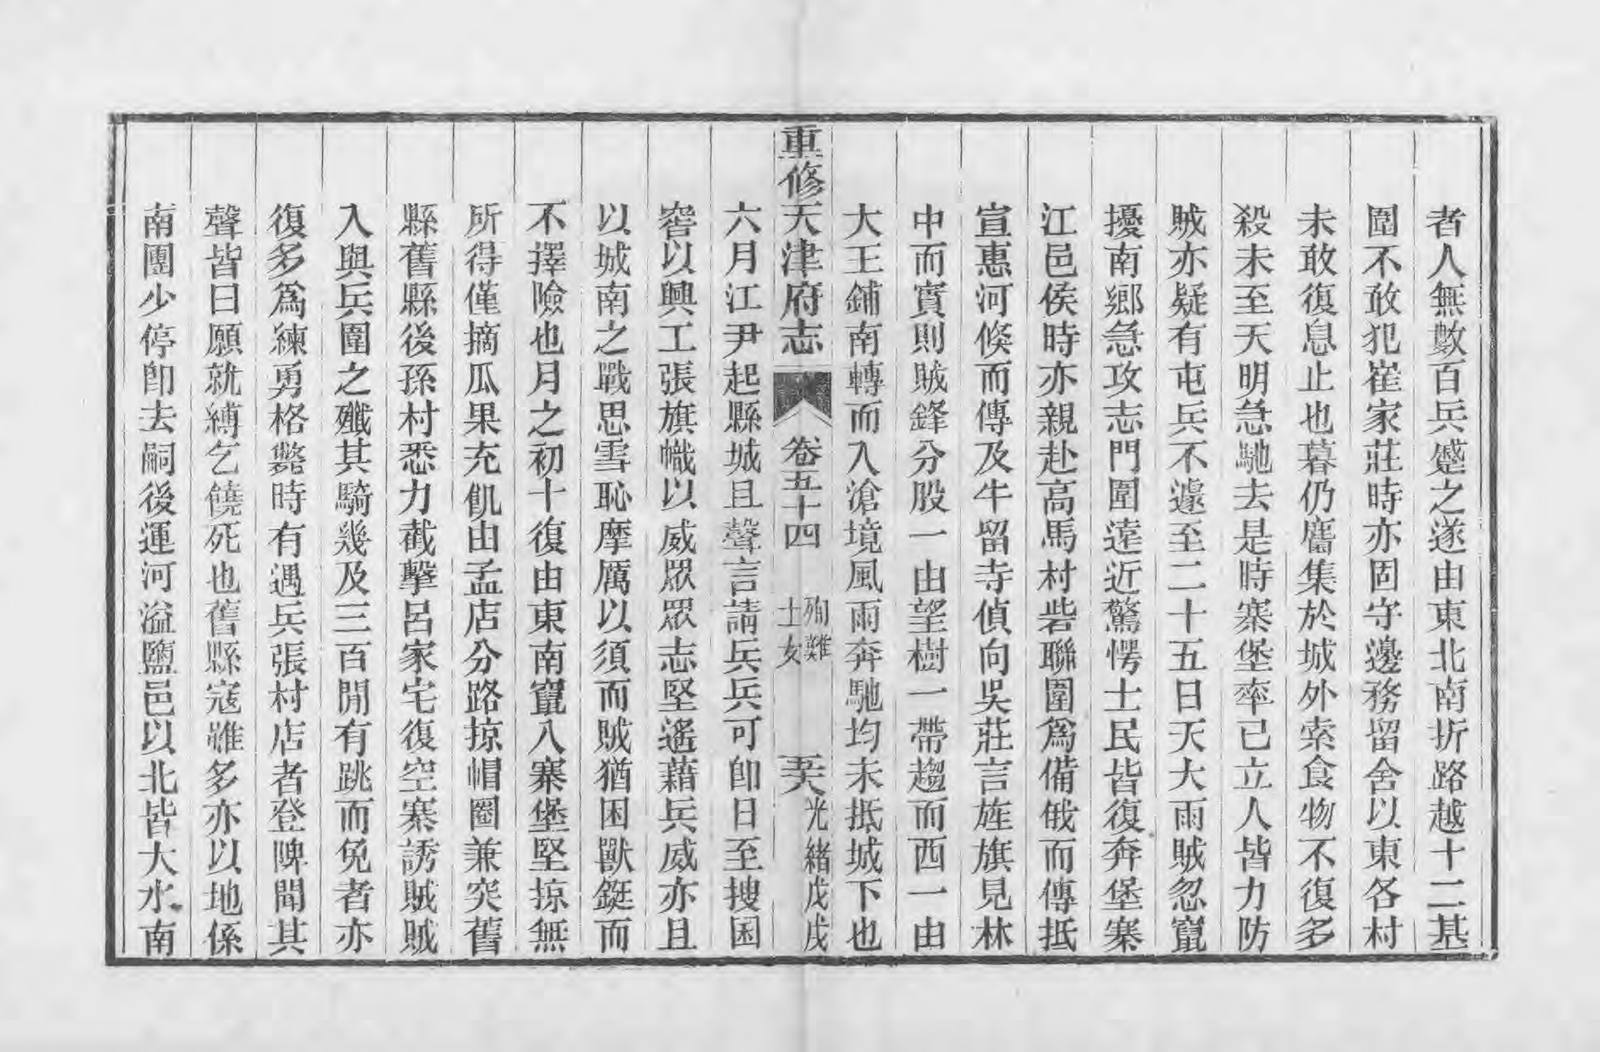 者人無數百兵蹙之遂由東北南折路越十二基
圍不敢犯崔家莊時亦固守邊務留舍以東各村
未敢復息止也暮仍麕集於城外索食物不復多
殺未至天明急馳去是時寨堡率己立人皆力防
賊亦疑有屯兵不遽至二十五日天大雨賊忽竄
擾南鄉急攻志門圍遠近驚愕士民皆復奔堡寨
江邑侯時亦親赴高馬村砦聯圍爲備俄而傳抵
宣惠河倏而傳及牛留寺偵向吳莊言旌旗見林
中而實則賊鋒分股一由望樹一帶趨而西一由
大王鋪南轉而入滄境風雨奔馳均未抵城下也
重修天津府志 卷五十四 殉難士女 五六 光緒戊戌
六月江尹起縣城且聲言請兵兵可卽日至搜困
窖以興工張旗幟以威眾眾志堅遙藉兵威亦且
以城南之戰思雪恥摩厲以須而賊猶困獸鋌而
不擇險也月之初十復由東南竄入寨堡堅掠無
所得僅摘瓜果充飢由孟店分路掠帽圈兼突舊
縣舊縣後孫村悉力截擊呂家宅復空寨誘賊賊
入與兵圍之殲其騎幾及三百閒有跳而免者亦
復多爲練勇格斃時有遇兵張村店者登陴聞其
聲皆曰願就縛乞饒死也舊縣寇雖多亦以地係
南團少停卽去嗣後運河溢鹽邑以北皆大水南